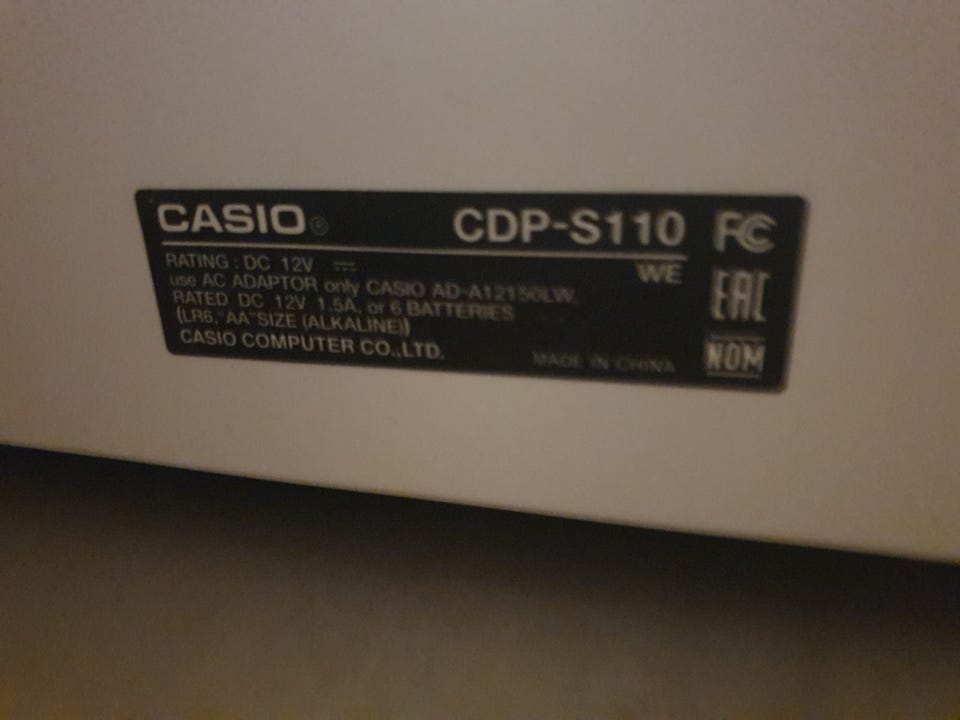 CASIO® CDP-S110
WE
RATING : DC 12V ⎓
use AC ADAPTOR only CASIO AD-A12150LW.
RATED DC 12V 1.5A, or 6 BATTERIES
(LR6,"AA"SIZE (ALKALINE))
CASIO COMPUTER CO.,LTD.
MADE IN CHINA
FC
EAC
NOM